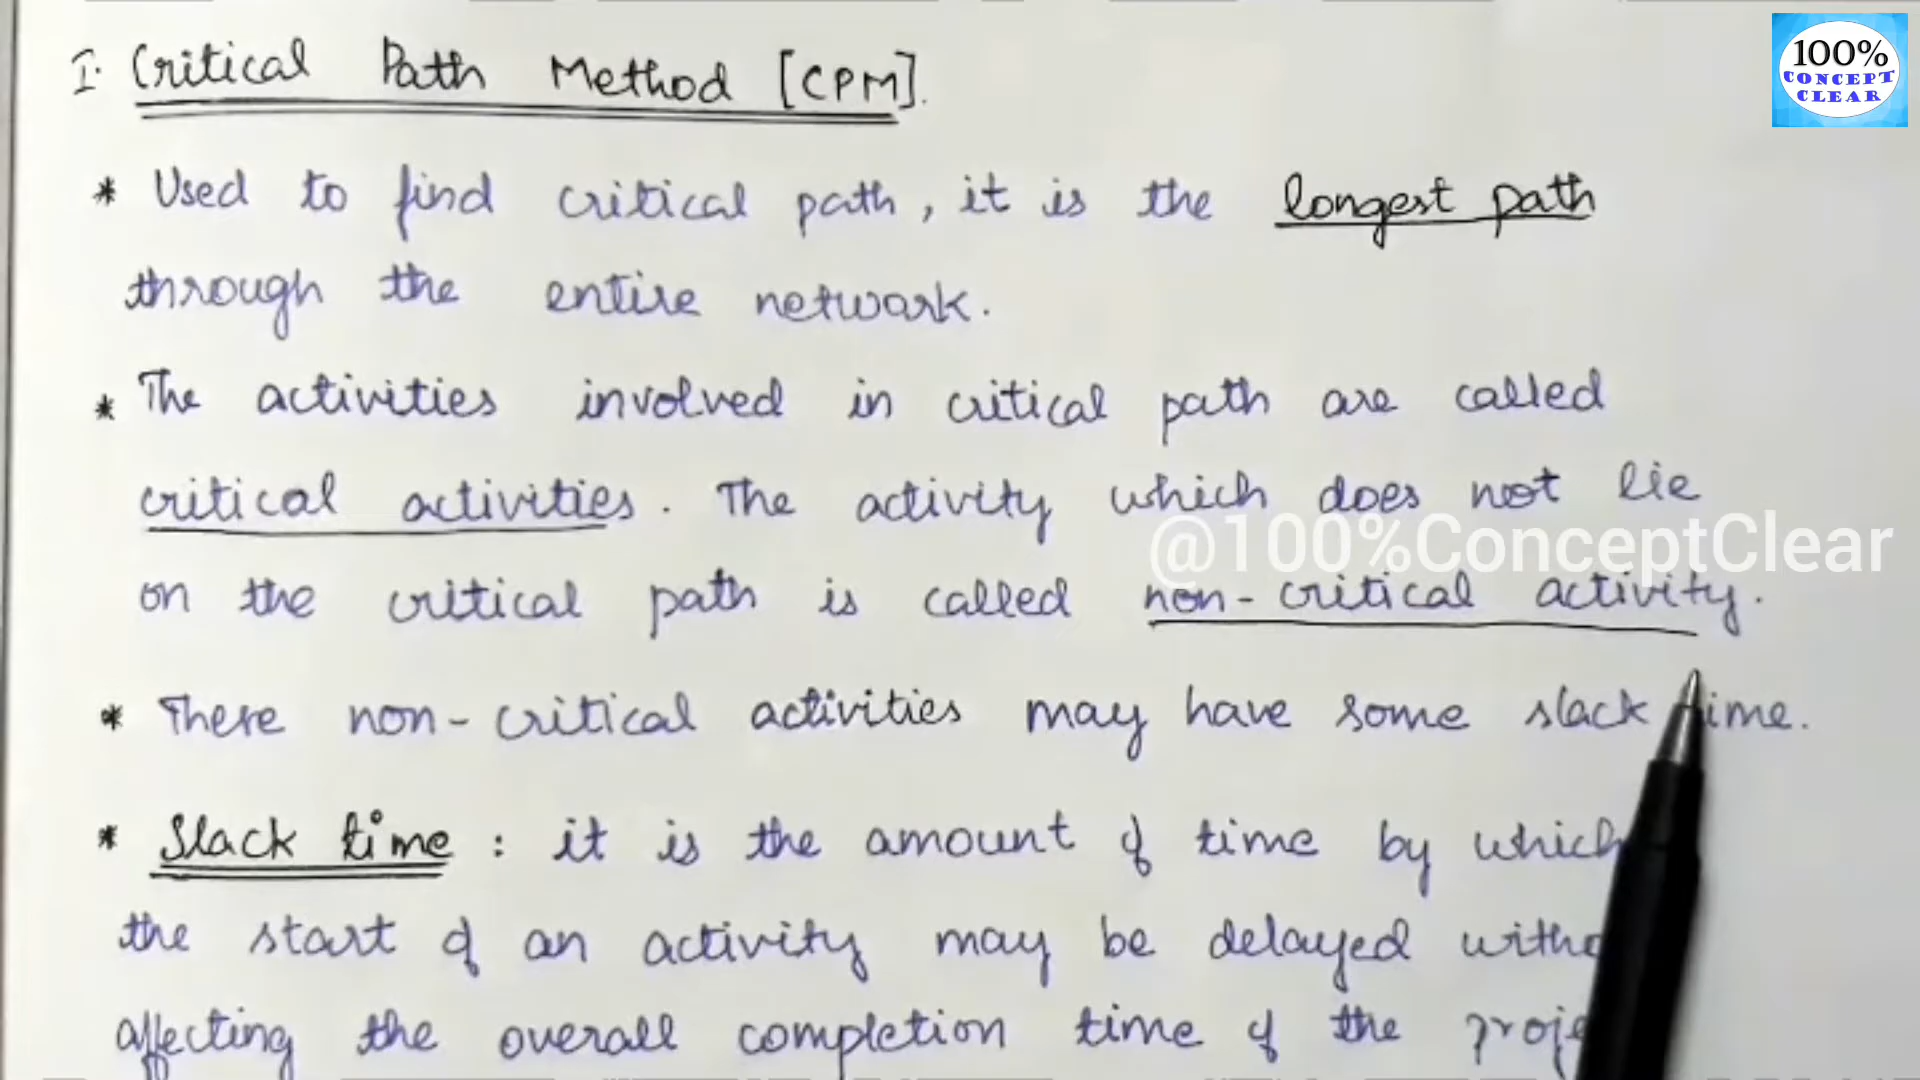 I. Critical Path Method [CPM].
100%
CONCEPT
CLEAR
* Used to find critical path, it is the longest path
through the entire network.
* The activities involved in critical path are called
critical activities. The activity which does not lie
@100%ConceptClear
on the critical path is called non-critical activity.
* There non-critical activities may have some slack time.
* Slack time : it is the amount of time by which
the start of an activity may be delayed
affecting the overall completion time of the